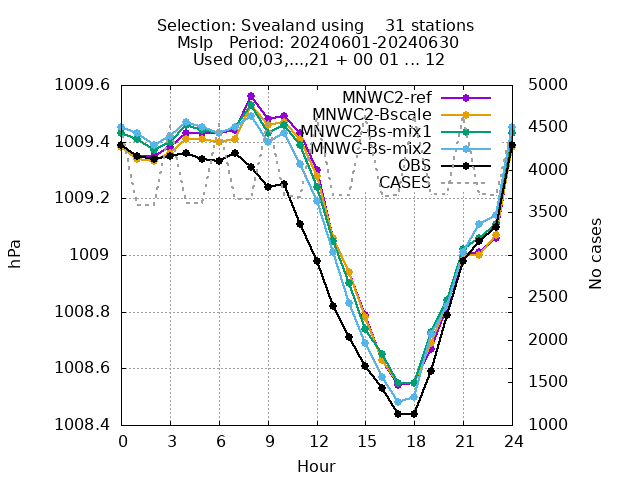 Selection: Svealand using    31 stations
Mslp   Period: 20240601-20240630
Used 00,03,...,21 + 00 01 ... 12
MNWC2-ref
MNWC2-Bscale
MNWC2-Bs-mix1
MNWC-Bs-mix2
OBS
CASES
1009.6
1009.4
1009.2
1009
1008.8
1008.6
1008.4
hPa
5000
4500
4000
3500
3000
2500
2000
1500
1000
No cases
0 3 6 9 12 15 18 21 24
Hour